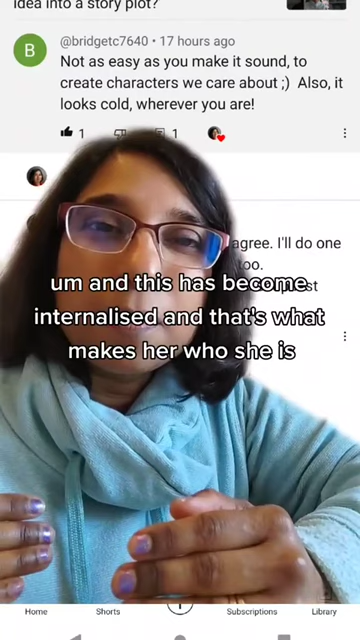 idea into a story plot?
B
@bridgetc7640 • 17 hours ago
Not as easy as you make it sound, to
create characters we care about ;) Also, it
looks cold, wherever you are!
1
1
agree. I'll do one
too.
um and this has become
internalised and that's what
makes her who she is
Home
Shorts
Subscriptions
Library